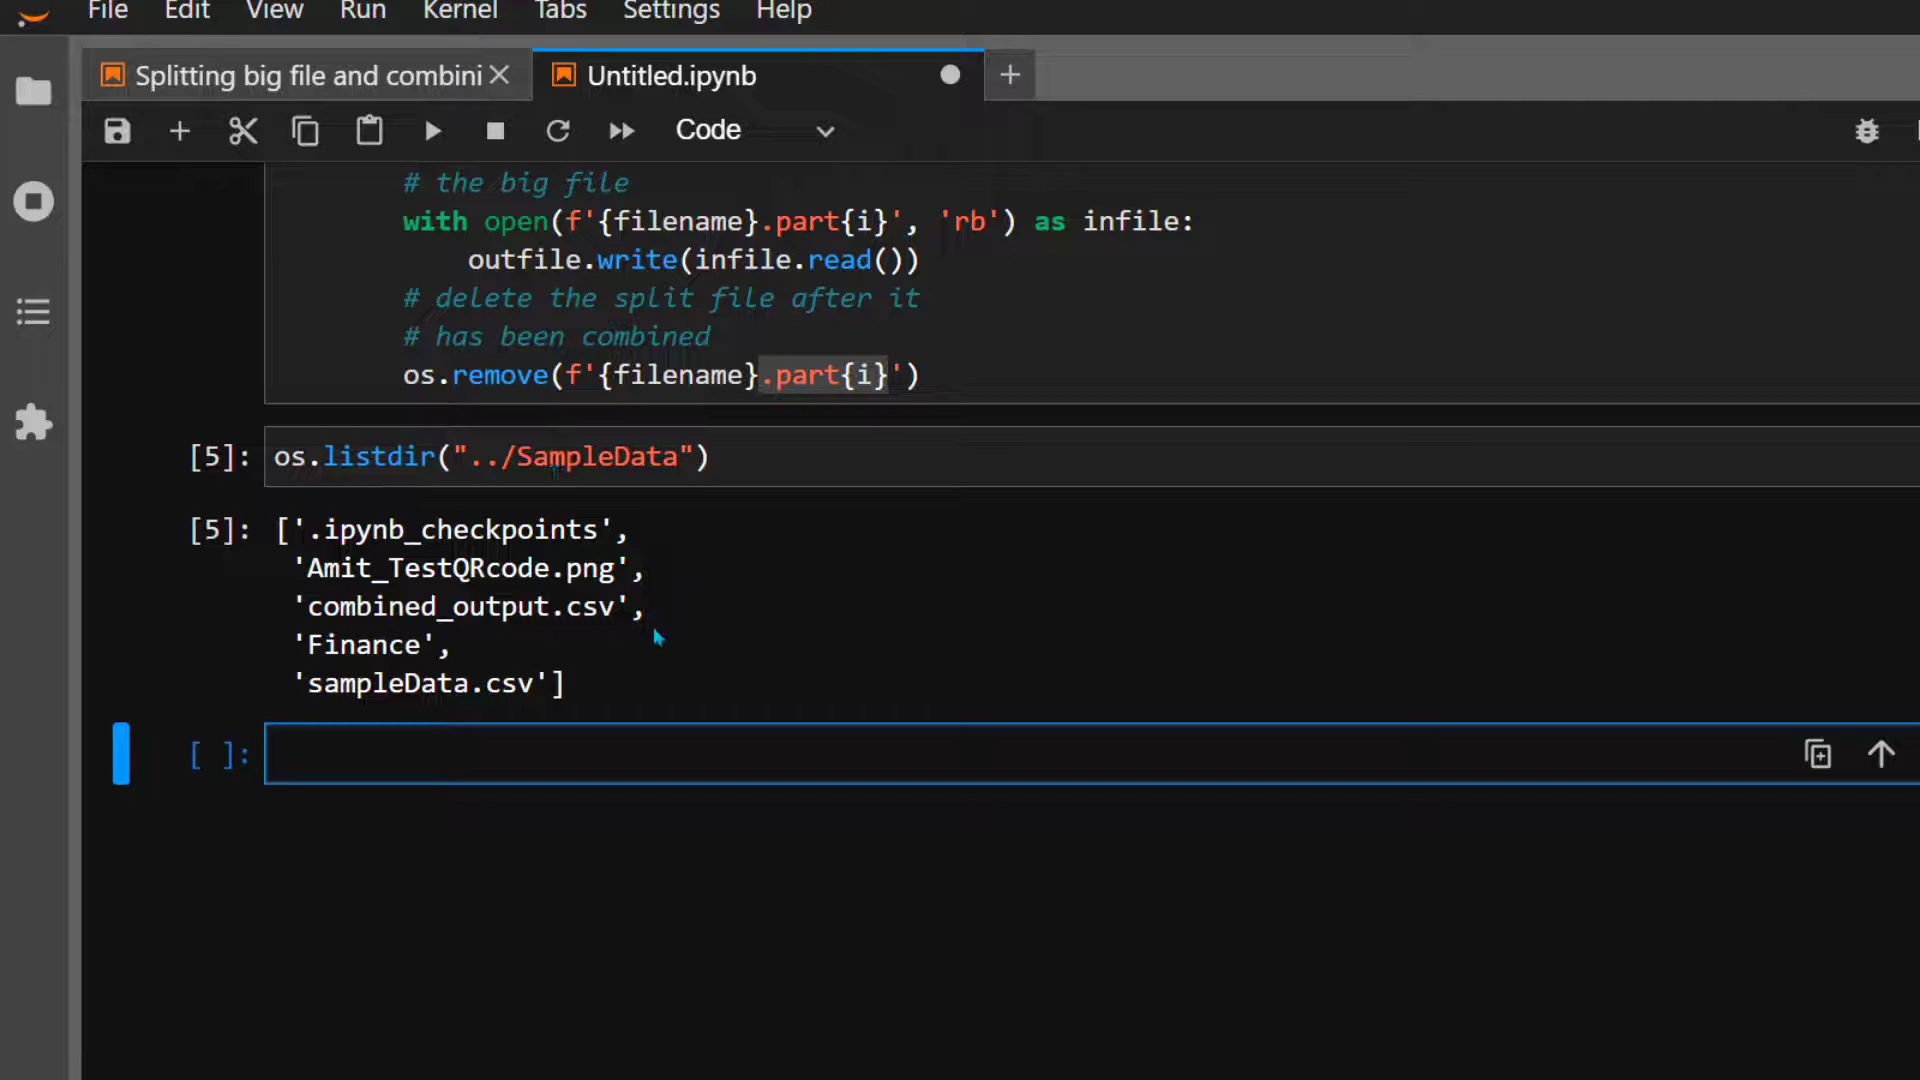 File Edit View Run Kernel Tabs Settings Help
Splitting big file and combini Untitled.ipynb
Code
# the big file
with open(f'{filename}.part{i}', 'rb') as infile:
outfile.write(infile.read())
# delete the split file after it
# has been combined
os.remove(f'{filename}.part{i}')
[5]: os.listdir("../SampleData")
[5]: ['.ipynb_checkpoints',
'Amit_TestQRcode.png',
'combined_output.csv',
'Finance',
'sampleData.csv']
[ ]: